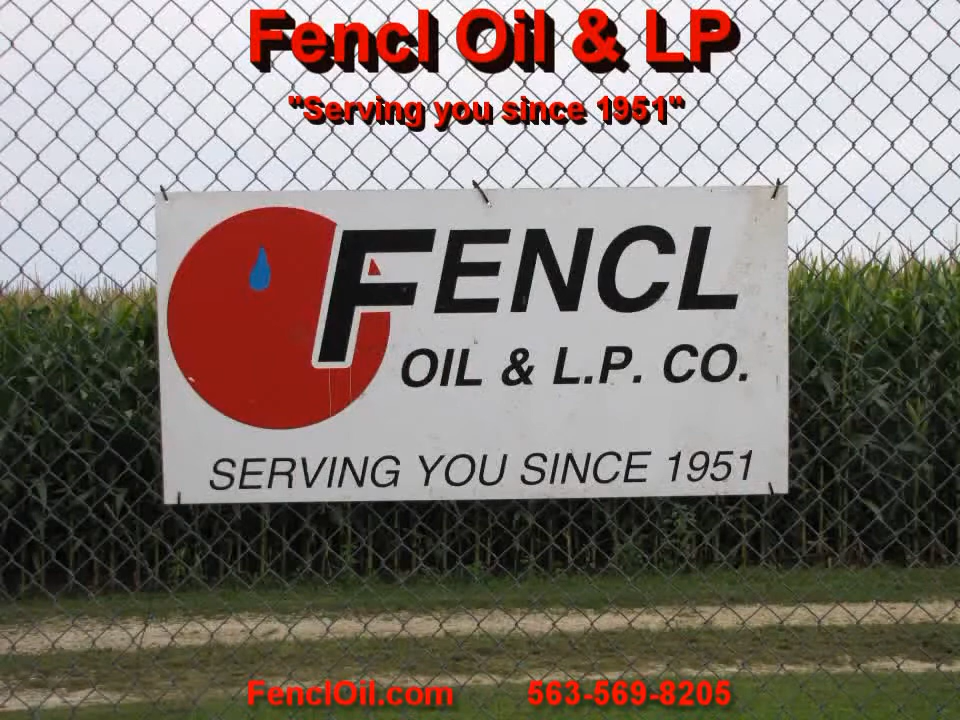 Fencl Oil & LP
"Serving you since 1951"
FENCL
OIL & L.P. CO.
SERVING YOU SINCE 1951
FenclOil.com 563-569-8205